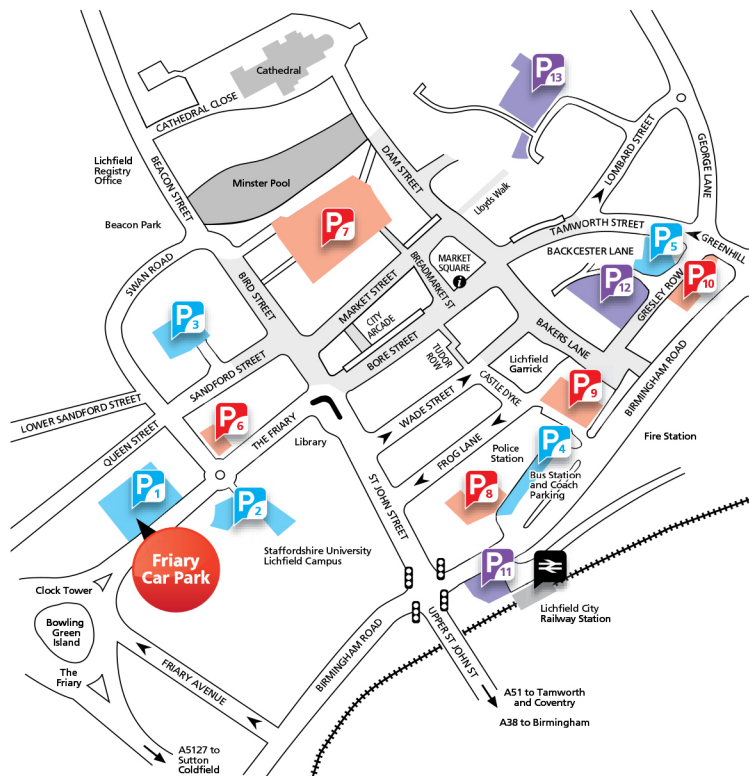 Cathedral
P 13
CATHEDRAL CLOSE
Lichfield
Registry
Office
BEACON STREET
Minster Pool
DAM STREET
Lloyds Walk
LOMBARD STREET
GEORGE LANE
Beacon Park
P 7
TAMWORTH STREET
P 5
GREENHILL
BACKCESTER LANE
SWAN ROAD
BIRD STREET
MARKET STREET
BREADMARKET ST
MARKET
SQUARE
i
P 12
GRESLEY ROW
P 10
P 3
CITY
ARCADE
BORE STREET
TUDOR
ROW
BAKERS LANE
Lichfield
Garrick
BIRMINGHAM ROAD
SANDFORD STREET
CASTLEDYKE
P 9
LOWER SANDFORD STREET
P 6
THE FRIARY
WADE STREET
QUEEN STREET
Library
FROG LANE
Police
Station
P 4
Fire Station
P 1
P 2
ST JOHN STREET
P 8
Bus Station
and Coach
Parking
Friary
Car Park
Staffordshire University
Lichfield Campus
P 11
Clock Tower
Lichfield City
Railway Station
Bowling
Green
Island
BIRMINGHAM ROAD
UPPER ST JOHN ST
The
Friary
FRIARY AVENUE
A51 to Tamworth
and Coventry
A38 to Birmingham
A5127 to
Sutton
Coldfield